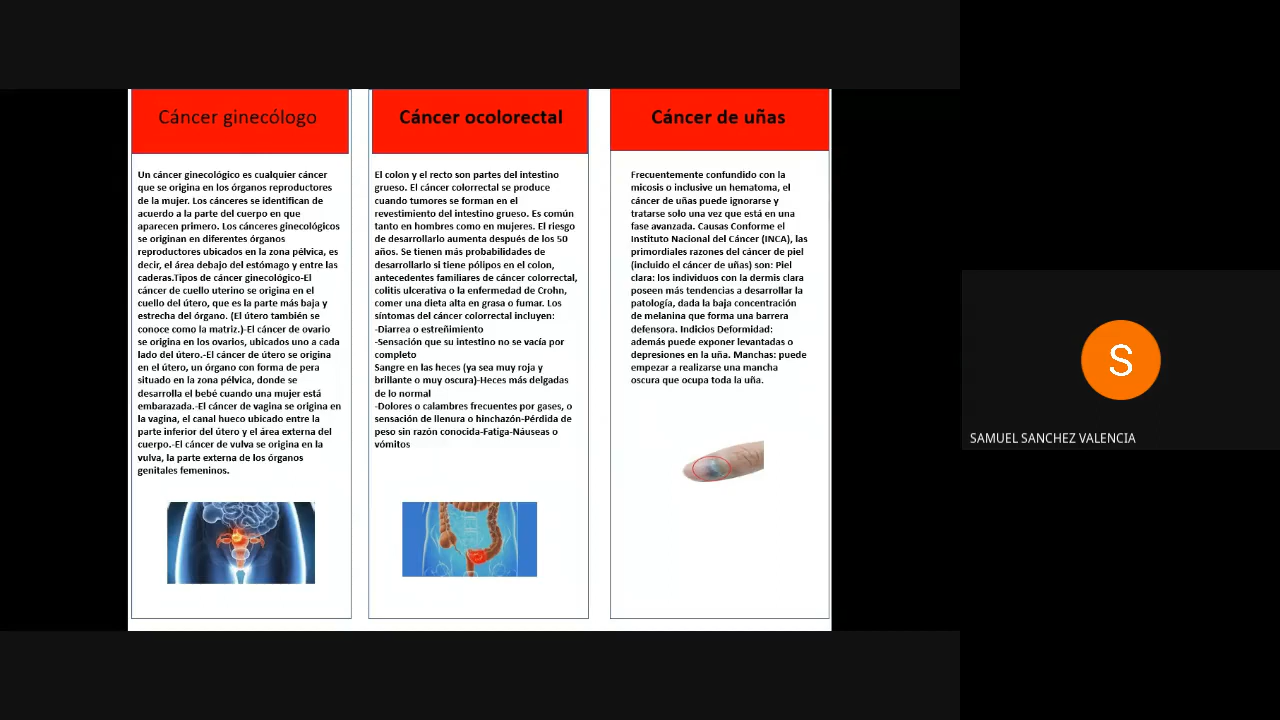 Cáncer ginecólogo
Un cáncer ginecológico es cualquier cáncer
que se origina en los órganos reproductores
de la mujer. Los cánceres se identifican de
acuerdo a la parte del cuerpo en que
aparecen primero. Los cánceres ginecológicos
se originan en diferentes órganos
reproductores ubicados en la zona pélvica, es
decir, el área debajo del estómago y entre las
caderas.Tipos de cáncer ginecológico-El
cáncer de cuello uterino se origina en el
cuello del útero, que es la parte más baja y
estrecha del órgano. (El útero también se
conoce como la matriz.)-El cáncer de ovario
se origina en los ovarios, ubicados uno a cada
lado del útero.-El cáncer de útero se origina
en el útero, un órgano con forma de pera
situado en la zona pélvica, donde se
desarrolla el bebé cuando una mujer está
embarazada.-El cáncer de vagina se origina en
la vagina, el canal hueco ubicado entre la
parte inferior del útero y el área externa del
cuerpo.-El cáncer de vulva se origina en la
vulva, la parte externa de los órganos
genitales femeninos.
Cáncer ocolorectal
El colon y el recto son partes del intestino
grueso. El cáncer colorrectal se produce
cuando tumores se forman en el
revestimiento del intestino grueso. Es común
tanto en hombres como en mujeres. El riesgo
de desarrollarlo aumenta después de los 50
años. Se tienen más probabilidades de
desarrollarlo si tiene pólipos en el colon,
antecedentes familiares de cáncer colorrectal,
colitis ulcerativa o la enfermedad de Crohn,
comer una dieta alta en grasa o fumar. Los
síntomas del cáncer colorrectal incluyen:
-Diarrea o estreñimiento
-Sensación que su intestino no se vacía por
completo
Sangre en las heces (ya sea muy roja y
brillante o muy oscura)-Heces más delgadas
de lo normal
-Dolores o calambres frecuentes por gases, o
sensación de llenura o hinchazón-Pérdida de
peso sin razón conocida-Fatiga-Náuseas o
vómitos
Cáncer de uñas
Frecuentemente confundido con la
micosis o inclusive un hematoma, el
cáncer de uñas puede ignorarse y
tratarse solo una vez que está en una
fase avanzada. Causas Conforme el
Instituto Nacional del Cáncer (INCA), las
primordiales razones del cáncer de piel
(incluido el cáncer de uñas) son: Piel
clara: los individuos con la dermis clara
poseen más tendencias a desarrollar la
patología, dada la baja concentración
de melanina que forma una barrera
defensora. Indicios Deformidad:
además puede exponer levantadas o
depresiones en la uña. Manchas: puede
empezar a realizarse una mancha
oscura que ocupa toda la uña.
S
SAMUEL SANCHEZ VALENCIA